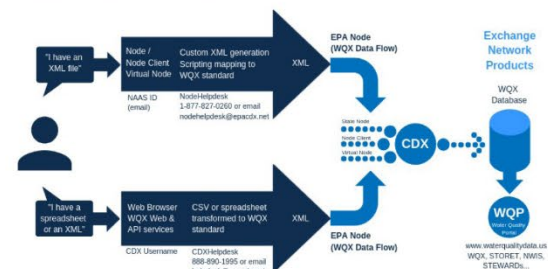 "I have an
XML file"
Node /
Node Client
Virtual Node
Custom XML generation
Scripting mapping to
WQX standard
XML
NAAS ID
(email)
NodeHelpdesk
1-877-827-0260 or email
nodehelpdesk@epacdx.net
EPA Node
(WQX Data Flow)
Exchange
Network
Products
WQX
Database
State Node
Node Client
Virtual Node
CDX
"I have a
spreadsheet
or an XML"
Web Browser
WQX Web &
API services
CSV or spreadsheet
transformed to WQX
standard
XML
CDX Username
CDXHelpdesk
888-890-1995 or email
EPA Node
(WQX Data Flow)
WQP
Water Quality
Portal
www.waterqualitydata.us
WQX, STORET, NWIS,
STEWARDs...